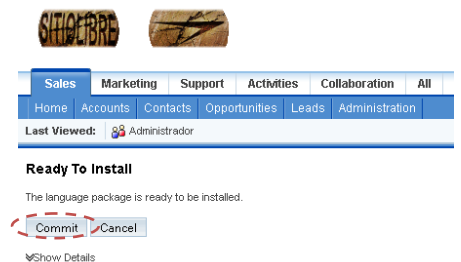 SITIOLIBRE
Sales Marketing Support Activities Collaboration All
Home Accounts Contacts Opportunities Leads Administration
Last Viewed: Administrador
Ready To Install
The language package is ready to be installed.
Commit Cancel
Show Details